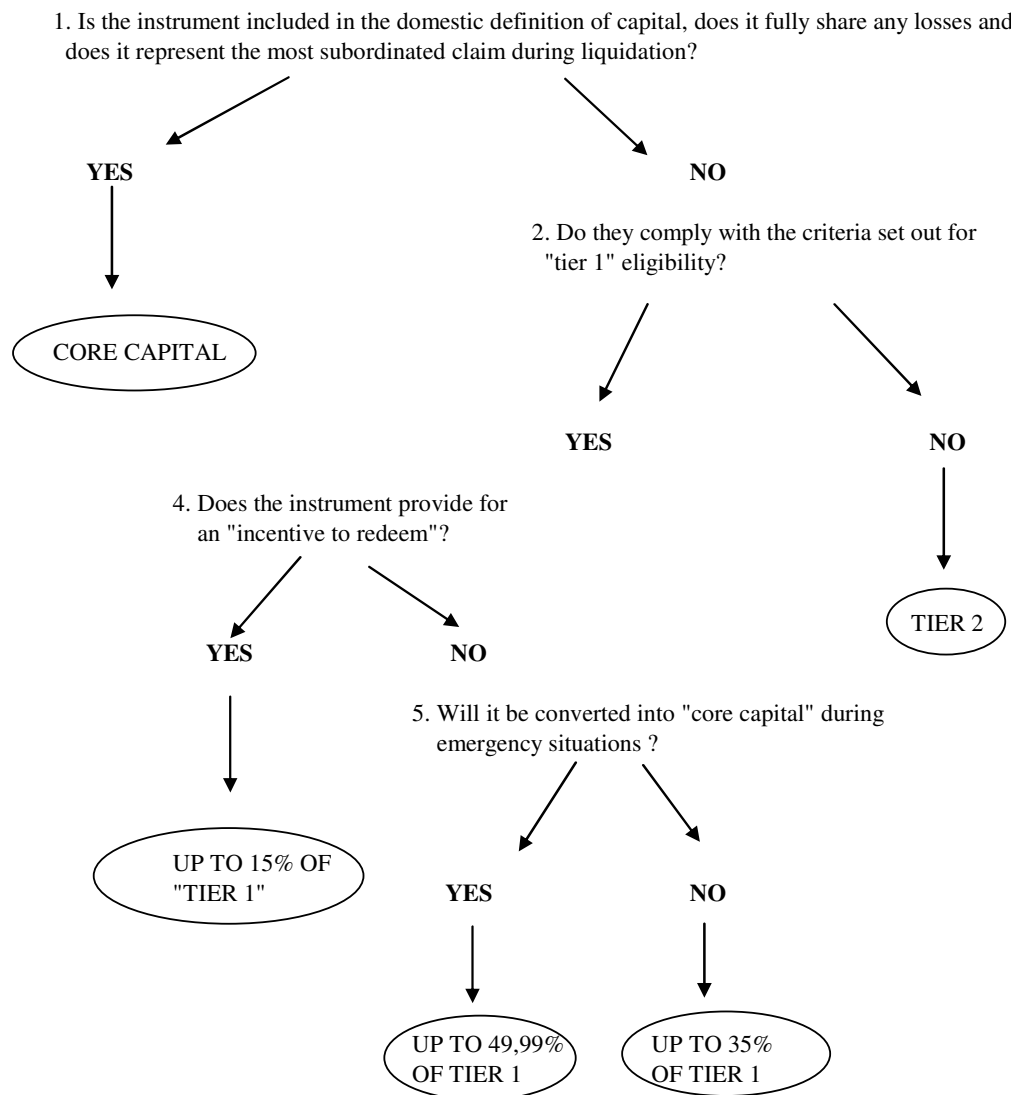 1. Is the instrument included in the domestic definition of capital, does it fully share any losses and
does it represent the most subordinated claim during liquidation?
YES
NO
2. Do they comply with the criteria set out for
"tier 1" eligibility?
CORE CAPITAL
YES
NO
4. Does the instrument provide for
an "incentive to redeem"?
TIER 2
YES
NO
5. Will it be converted into "core capital" during
emergency situations ?
UP TO 15% OF
"TIER 1"
YES
NO
UP TO 49,99%
OF TIER 1
UP TO 35%
OF TIER 1